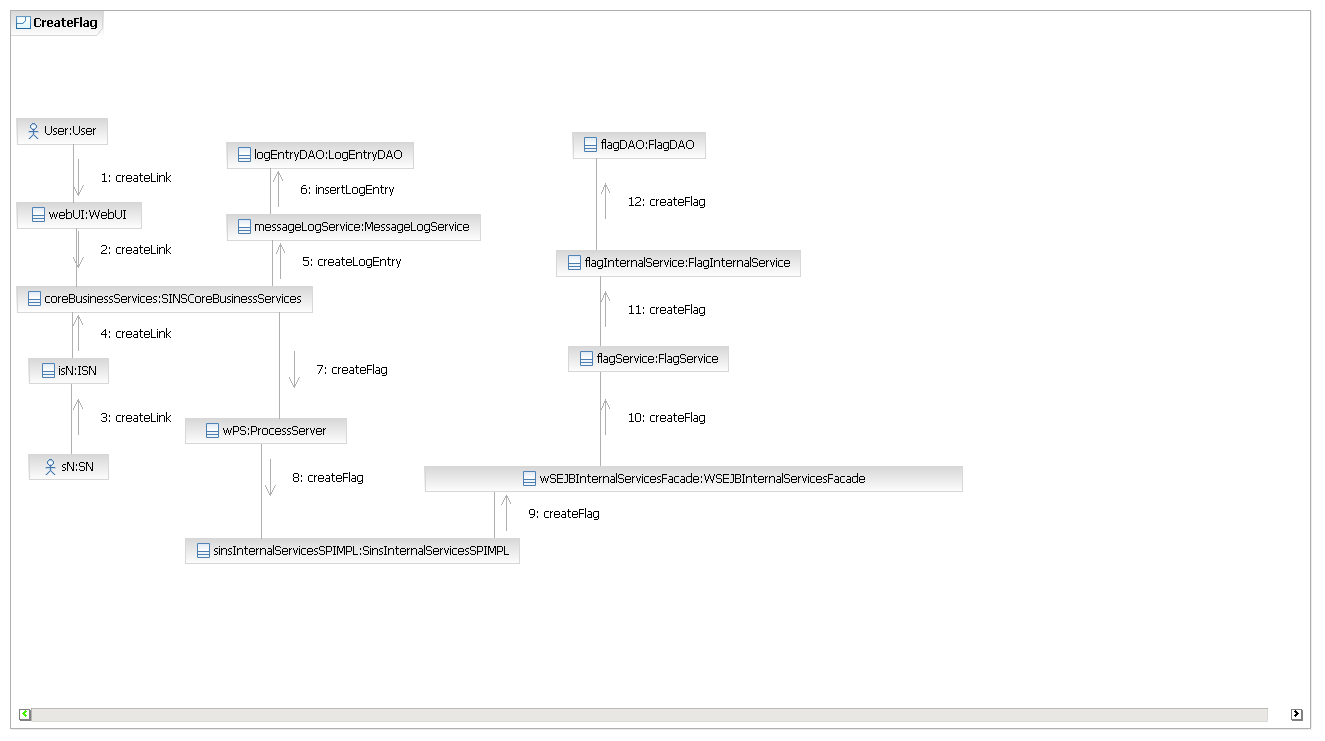 CreateFlag
User:User
1: createLink
webUI:WebUI
2: createLink
coreBusinessServices:SINSCoreBusinessServices
4: createLink
isN:ISN
3: createLink
sN:SN
logEntryDAO:LogEntryDAO
6: insertLogEntry
messageLogService:MessageLogService
5: createLogEntry
7: createFlag
wPS:ProcessServer
8: createFlag
sinsInternalServicesSPIMPL:SinsInternalServicesSPIMPL
flagDAO:FlagDAO
12: createFlag
flagInternalService:FlagInternalService
11: createFlag
flagService:FlagService
10: createFlag
wSEJBInternalServicesFacade:WSEJBInternalServicesFacade
9: createFlag